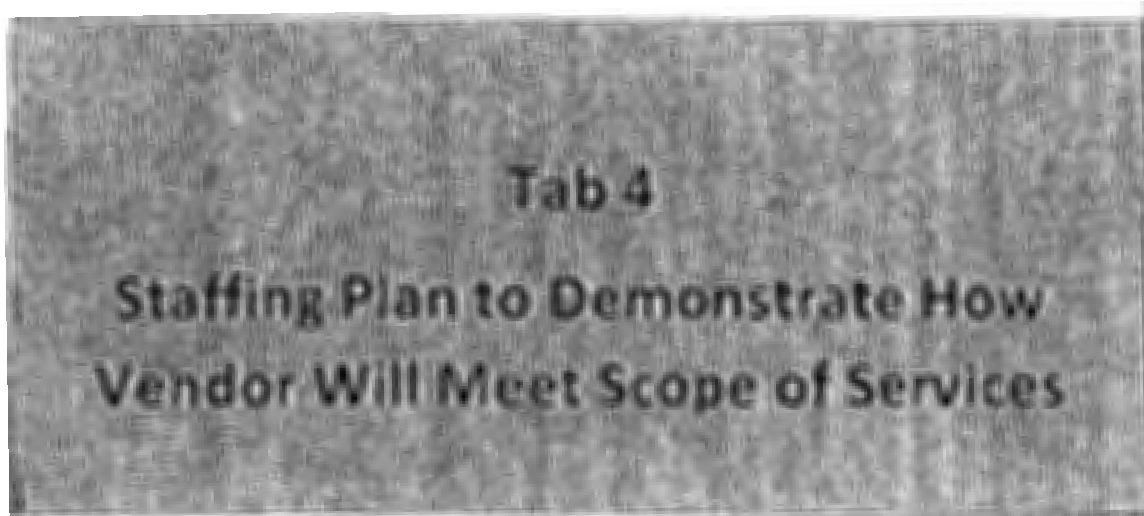 Tab 4
Staffing Plan to Demonstrate How
Vendor Will Meet Scope of Services